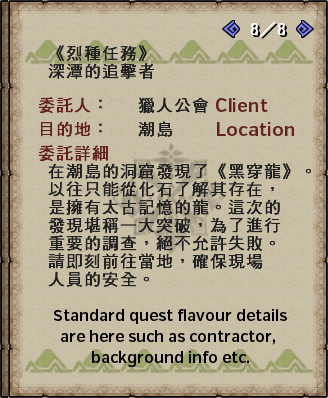 8/8
《烈種任務》
深潭的追擊者
委託人： 獵人公會 Client
目的地： 潮島 Location
委託詳細
在潮島的洞窟發現了《黑穿龍》。
以往只能從化石了解其存在，
是擁有太古記憶的龍。這次的
發現堪稱一大突破，為了進行
重要的調查，絕不允許失敗。
請即刻前往當地，確保現場
人員的安全。
Standard quest flavour details
are here such as contractor,
background info etc.